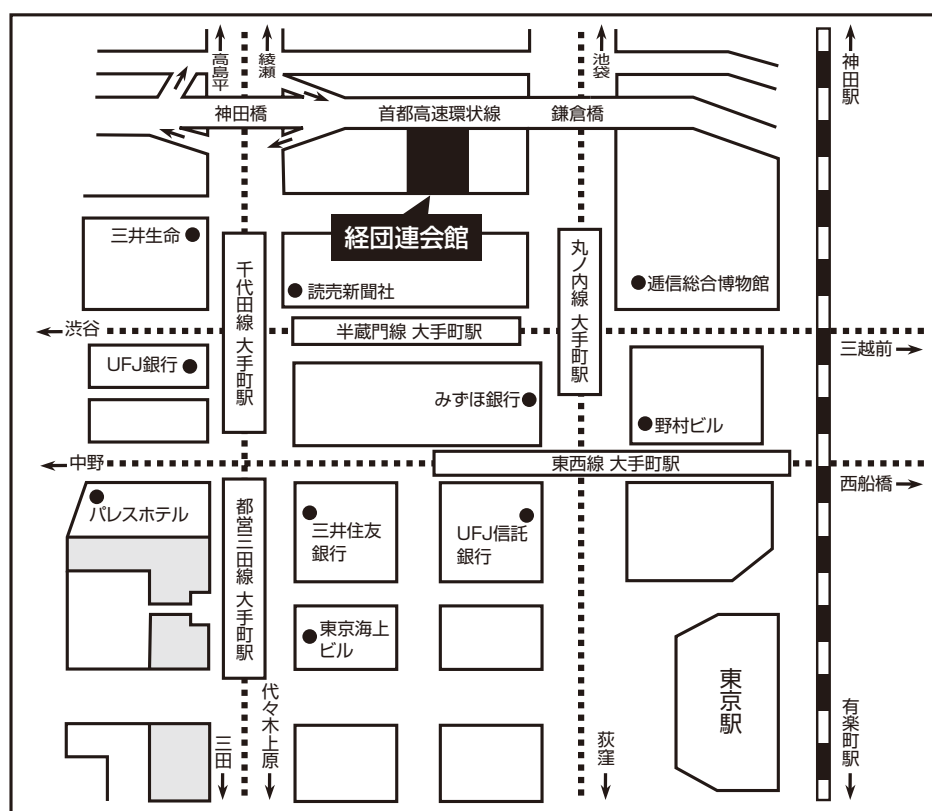 高島平
綾瀬
池袋
神田駅
神田橋
首都高速環状線
鎌倉橋
経団連会館
三井生命
千代田線 大手町駅
読売新聞社
丸ノ内線 大手町駅
逓信総合博物館
渋谷
半蔵門線 大手町駅
三越前
UFJ銀行
みずほ銀行
野村ビル
中野
東西線 大手町駅
西船橋
パレスホテル
都営三田線 大手町駅
三井住友
銀行
UFJ信託
銀行
東京海上
ビル
東京駅
三田
代々木上原
荻窪
有楽町駅